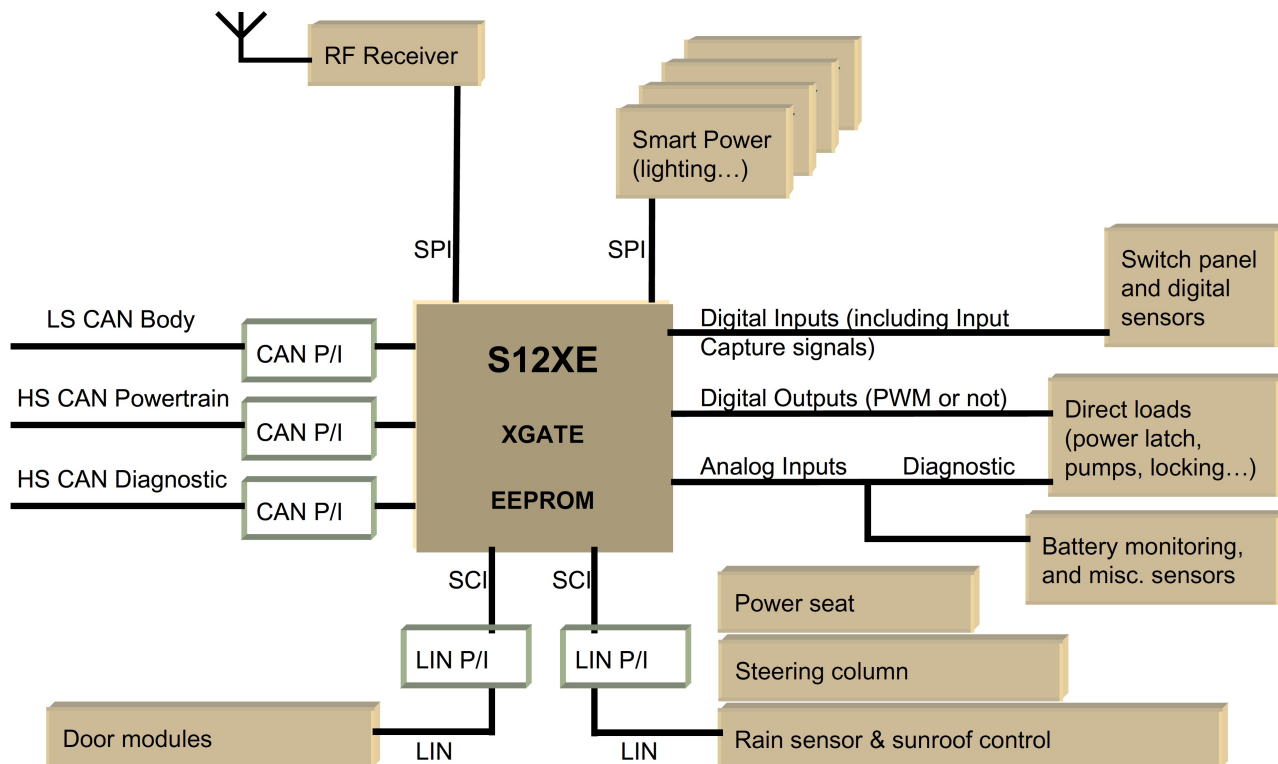 RF Receiver
Smart Power
(lighting…)
SPI
SPI
Switch panel
and digital
sensors
LS CAN Body
CAN P/I
Digital Inputs (including Input
Capture signals)
S12XE
HS CAN Powertrain
CAN P/I
Digital Outputs (PWM or not)
Direct loads
(power latch,
pumps, locking…)
XGATE
HS CAN Diagnostic
CAN P/I
Analog Inputs
Diagnostic
EEPROM
Battery monitoring,
and misc. sensors
SCI
SCI
Power seat
LIN P/I
LIN P/I
Steering column
Door modules
LIN
LIN
Rain sensor & sunroof control